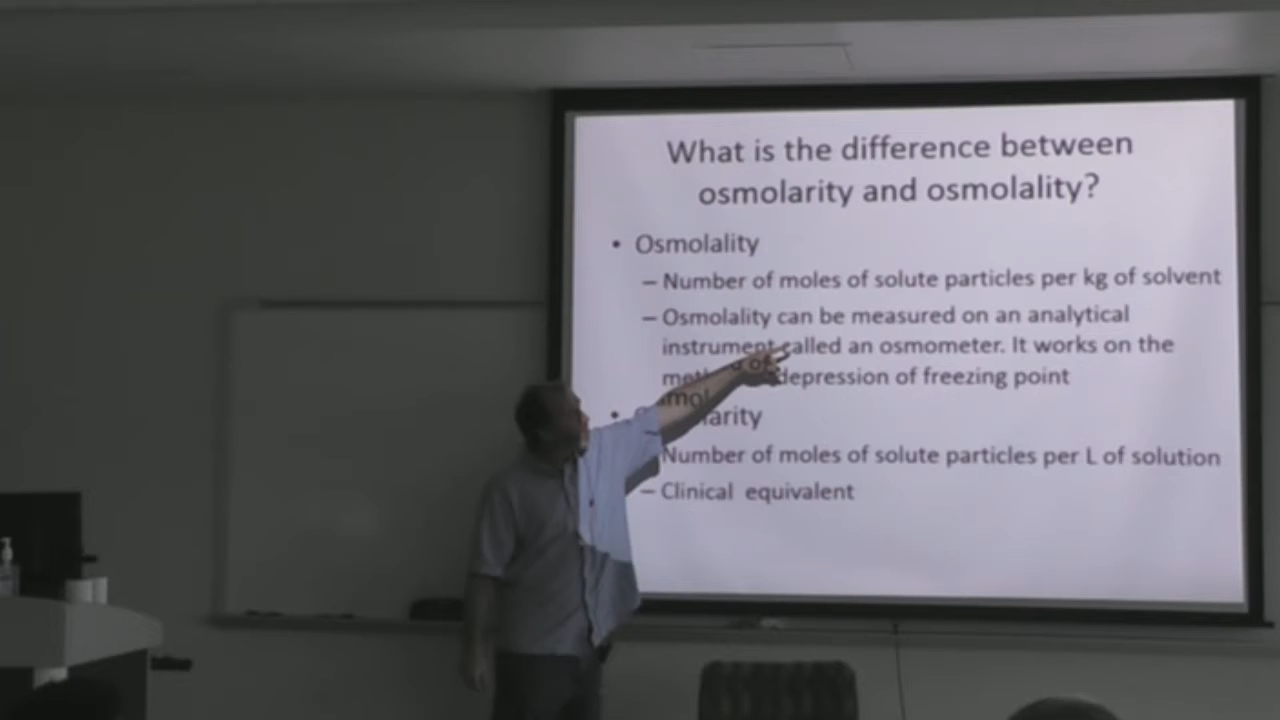 What is the difference between
osmolarity and osmolality?
• Osmolality
– Number of moles of solute particles per kg of solvent
– Osmolality can be measured on an analytical
instrument called an osmometer. It works on the
depression of freezing point
•
Number of moles of solute particles per L of solution
– Clinical equivalent